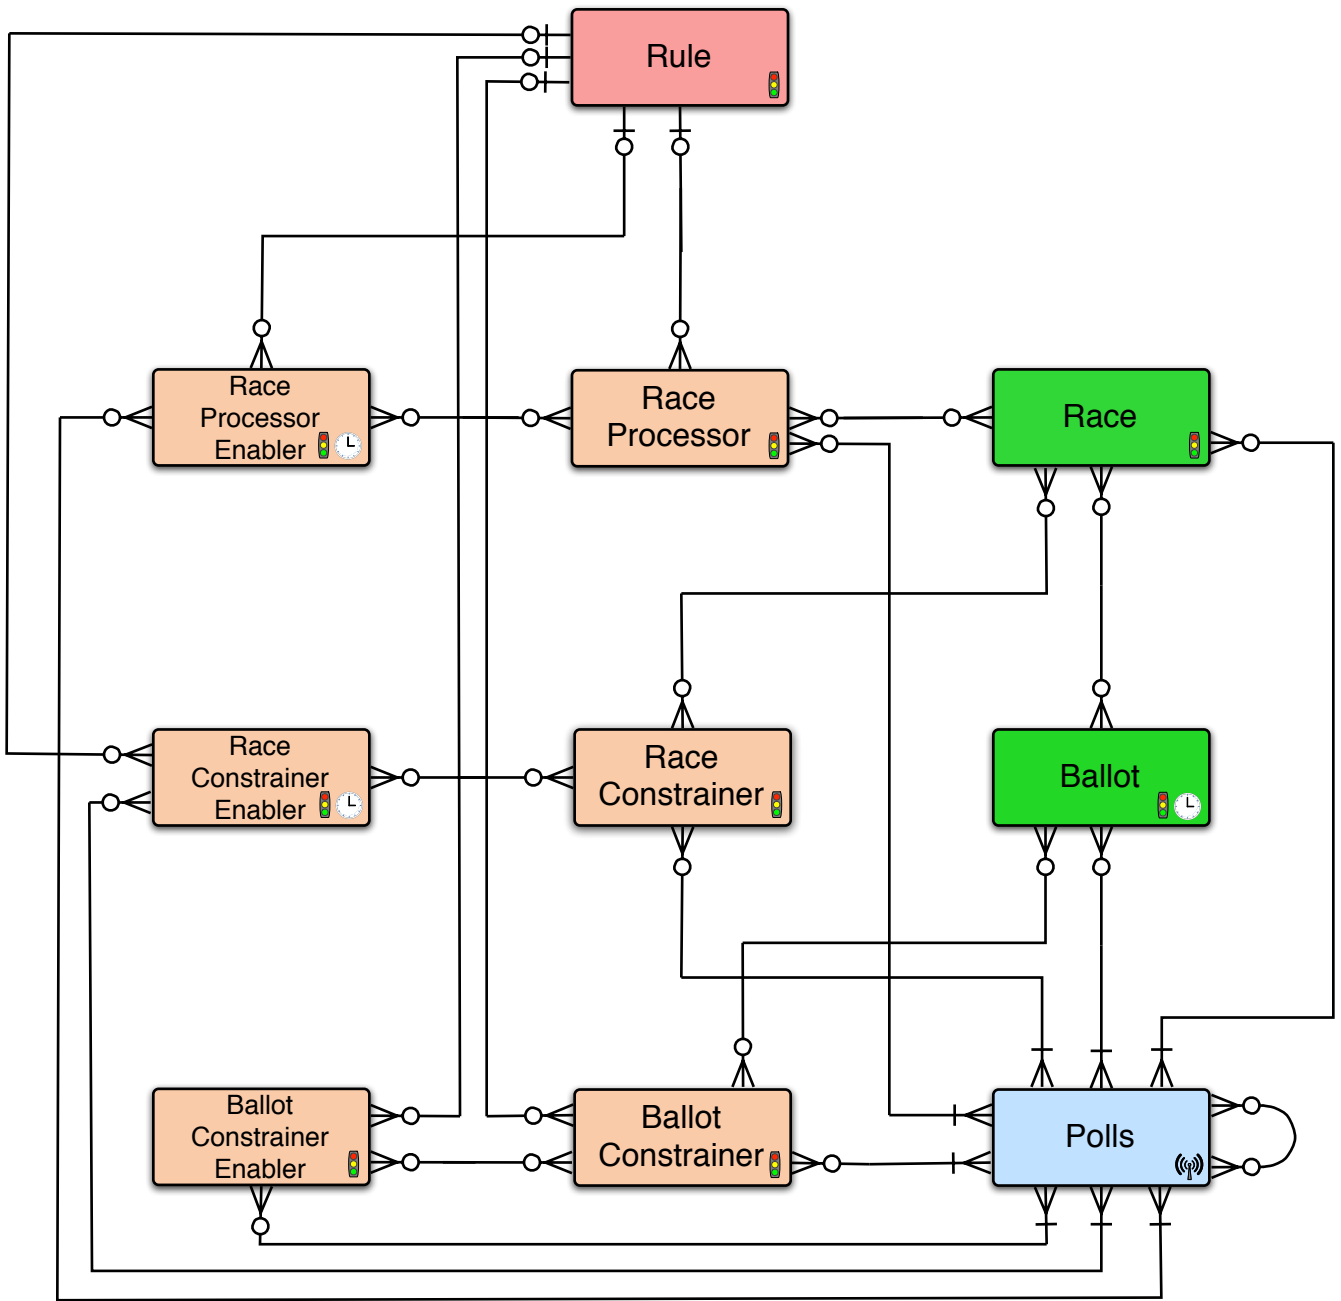 Rule
Race
Processor
Enabler
Race
Processor
Race
Race
Constrainer
Enabler
Race
Constrainer
Ballot
Ballot
Constrainer
Enabler
Ballot
Constrainer
Polls